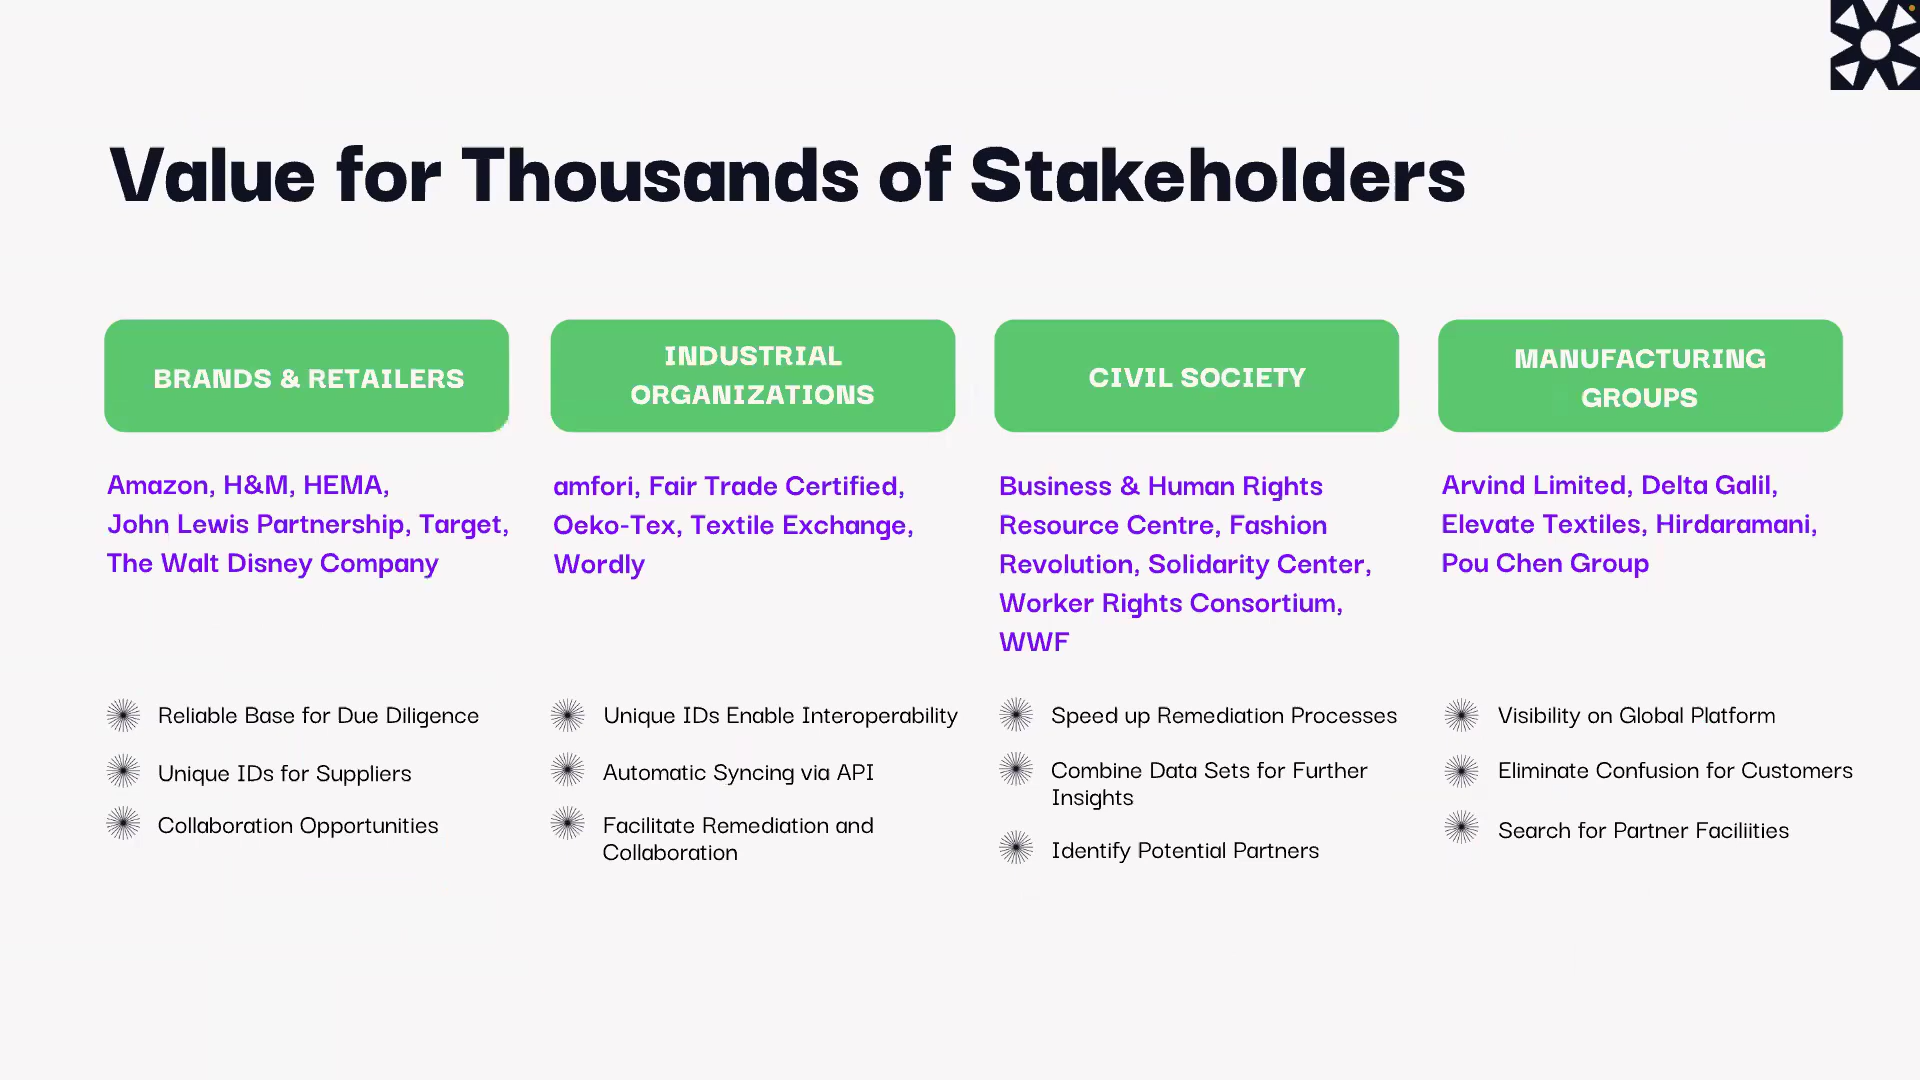 Value for Thousands of Stakeholders
BRANDS & RETAILERS
Amazon, H&M, HEMA,
John Lewis Partnership, Target,
The Walt Disney Company
Reliable Base for Due Diligence
Unique IDs for Suppliers
Collaboration Opportunities
INDUSTRIAL
ORGANIZATIONS
amfori, Fair Trade Certified,
Oeko-Tex, Textile Exchange,
Wordly
Unique IDs Enable Interoperability
Automatic Syncing via API
Facilitate Remediation and
Collaboration
CIVIL SOCIETY
Business & Human Rights
Resource Centre, Fashion
Revolution, Solidarity Center,
Worker Rights Consortium,
WWF
Speed up Remediation Processes
Combine Data Sets for Further
Insights
Identify Potential Partners
MANUFACTURING
GROUPS
Arvind Limited, Delta Galil,
Elevate Textiles, Hirdaramani,
Pou Chen Group
Visibility on Global Platform
Eliminate Confusion for Customers
Search for Partner Faciliities